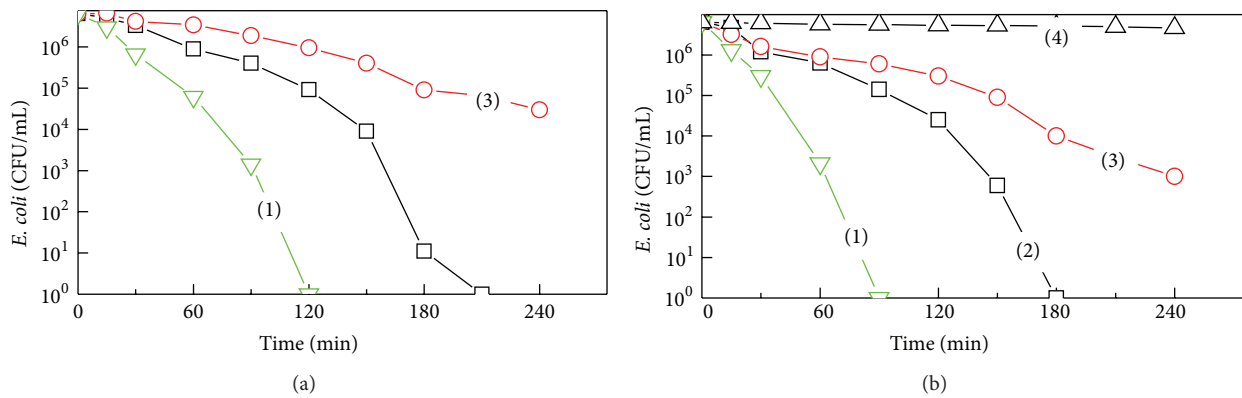 10^6
10^5
10^4
10^3
10^2
10^1
10^0
E. coli (CFU/mL)
(1)
(3)
0 60 120 180 240
Time (min)
(a)
10^6
10^5
10^4
10^3
10^2
10^1
10^0
E. coli (CFU/mL)
(4)
(3)
(1)
(2)
0 60 120 180 240
Time (min)
(b)